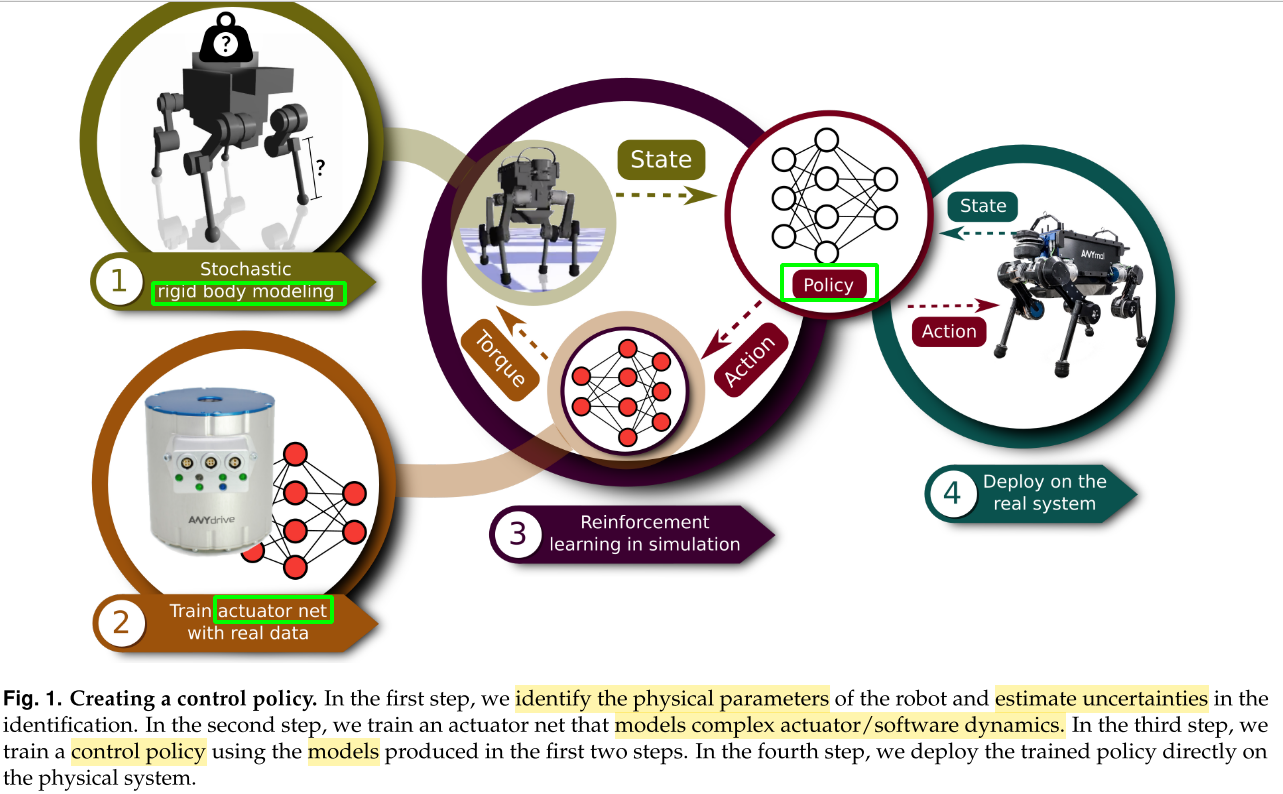 ?
?
1
Stochastic
rigid body modeling
ANYdrive
2
Train actuator net
with real data
State
Torque
Action
Policy
3
Reinforcement
learning in simulation
State
Action
ANYmal
4
Deploy on the
real system
Fig. 1. Creating a control policy. In the first step, we identify the physical parameters of the robot and estimate uncertainties in the
identification. In the second step, we train an actuator net that models complex actuator/software dynamics. In the third step, we
train a control policy using the models produced in the first two steps. In the fourth step, we deploy the trained policy directly on
the physical system.